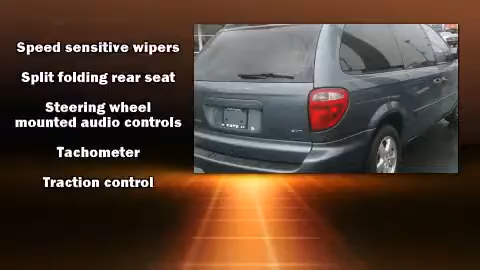 Speed sensitive wipers
Split folding rear seat
Steering wheel
mounted audio controls
Tachometer
Traction control